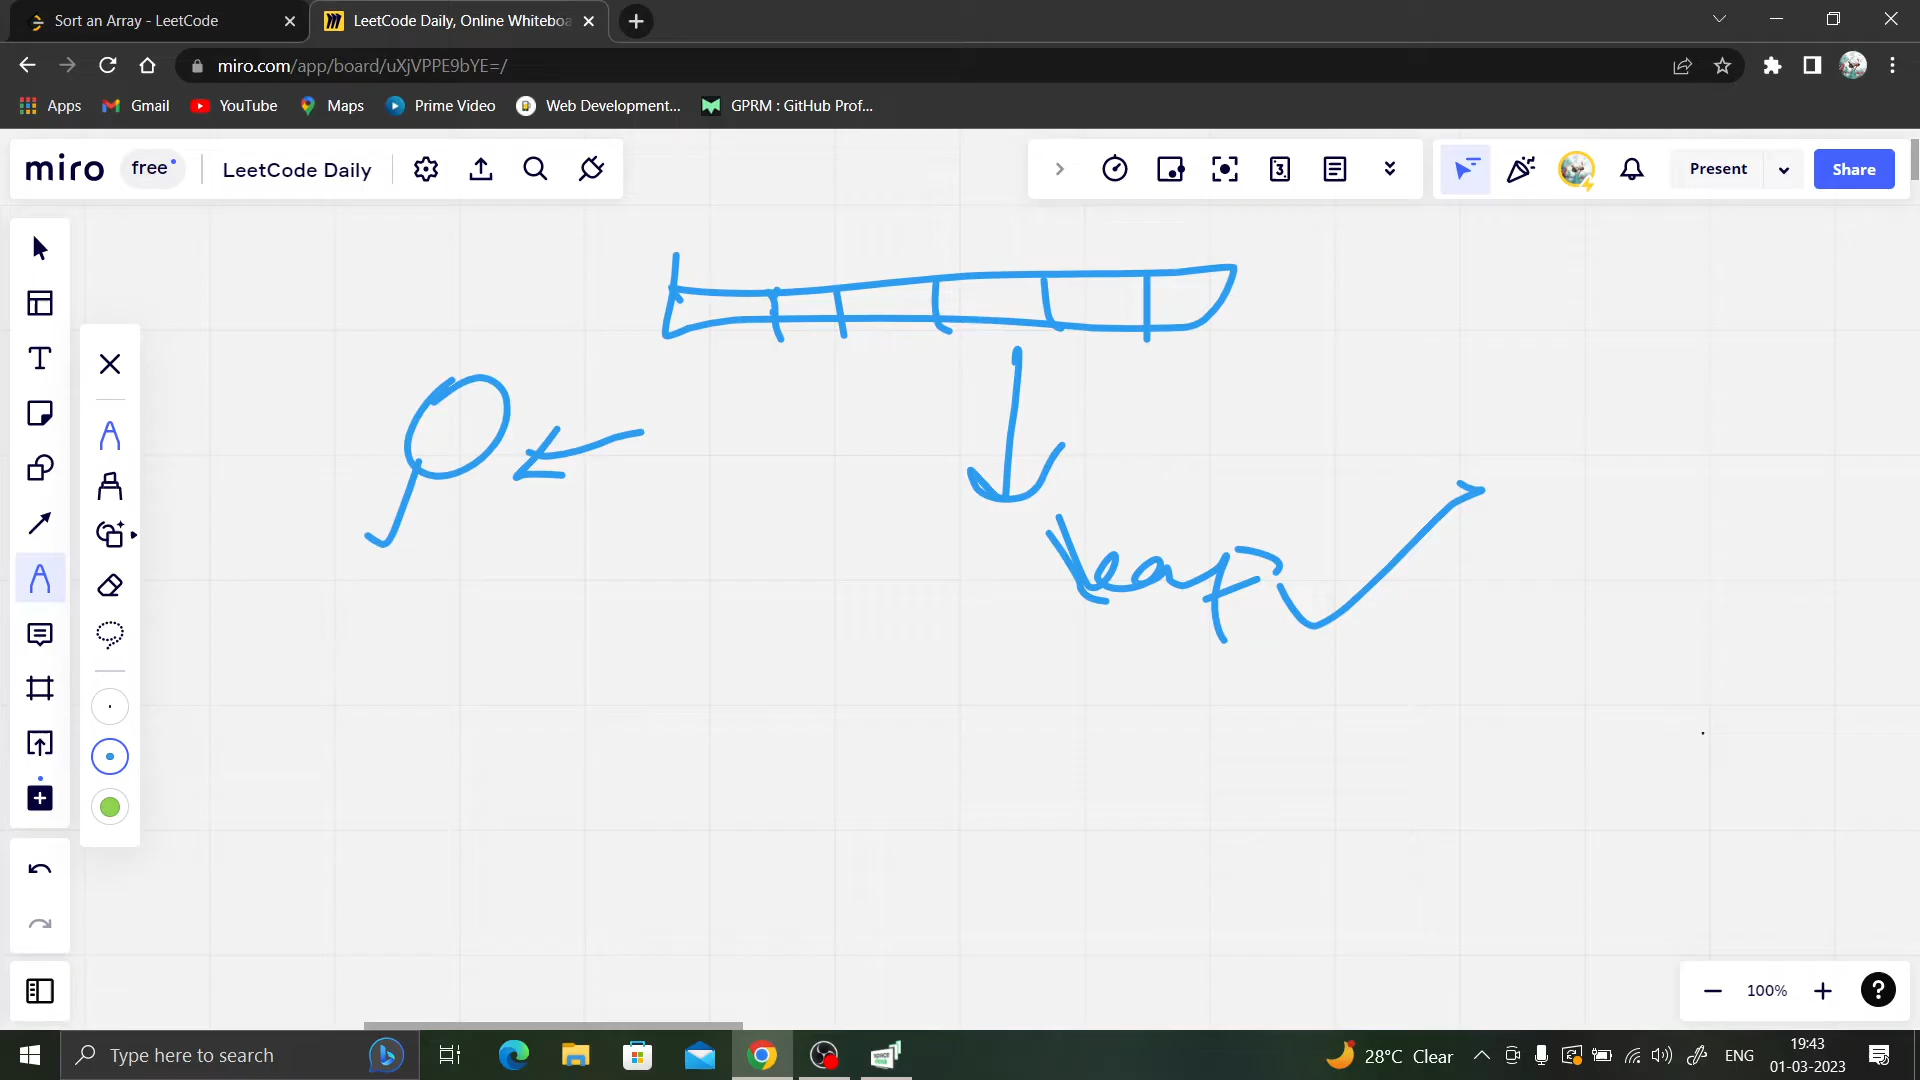 Sort an Array - LeetCode
LeetCode Daily, Online Whiteboa
miro.com/app/board/uXjVPPE9bYE=/
Apps
Gmail
YouTube
Maps
Prime Video
Web Development...
GPRM : GitHub Prof...
miro
free
LeetCode Daily
3
Present
Share
heap
100%
?
Type here to search
28°C Clear
ENG
19:43
01-03-2023